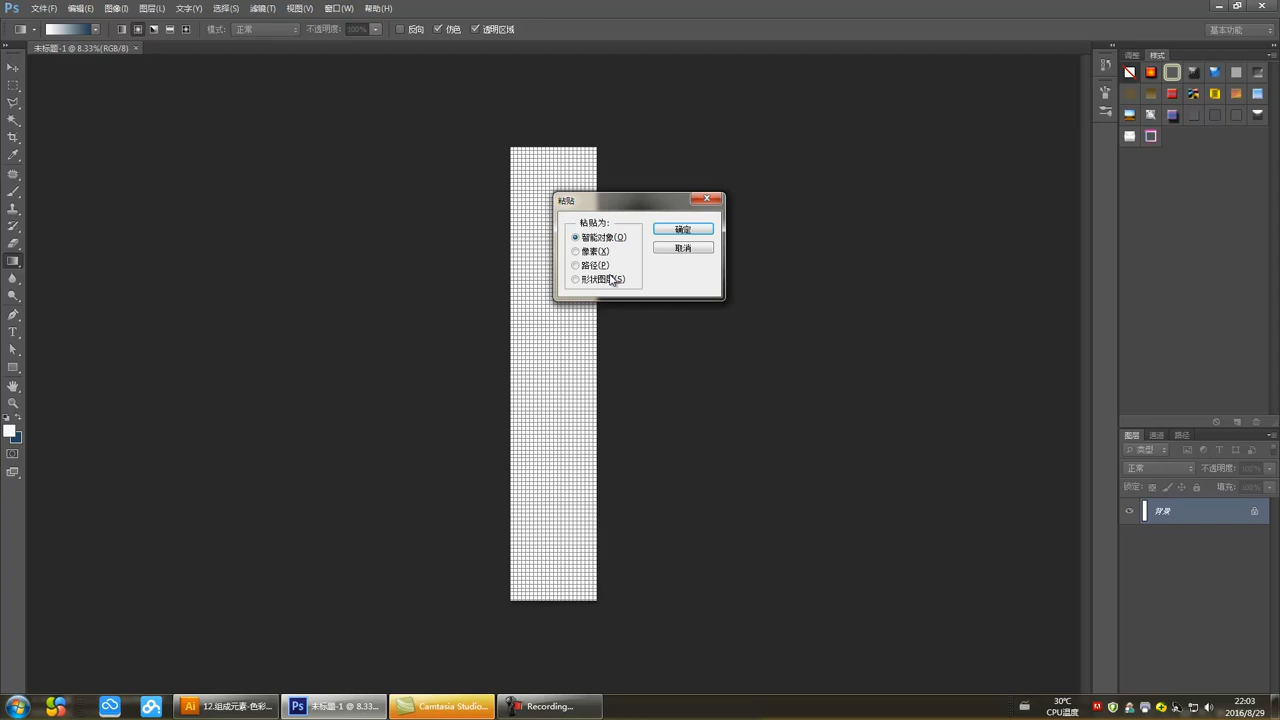 Ps 文件(F) 编辑(E) 图像(I) 图层(L) 文字(Y) 选择(S) 滤镜(T) 视图(V) 窗口(W) 帮助(H)
模式: 正常 不透明度: 100% 反向 仿色 透明区域 基本功能
未标题-1 @ 8.33%(RGB/8) ×
调整 样式
粘贴
粘贴为:
智能对象(O)
像素(X)
路径(P)
形状图层(S)
确定
取消
图层 通道 路径
类型
正常 不透明度: 100%
锁定: 填充: 100%
背景
Ai 12.组成元素-色彩...
Ps 未标题-1 @ 8.33...
Camtasia Studio...
Recording...
30℃
CPU温度
22:03
2016/8/29